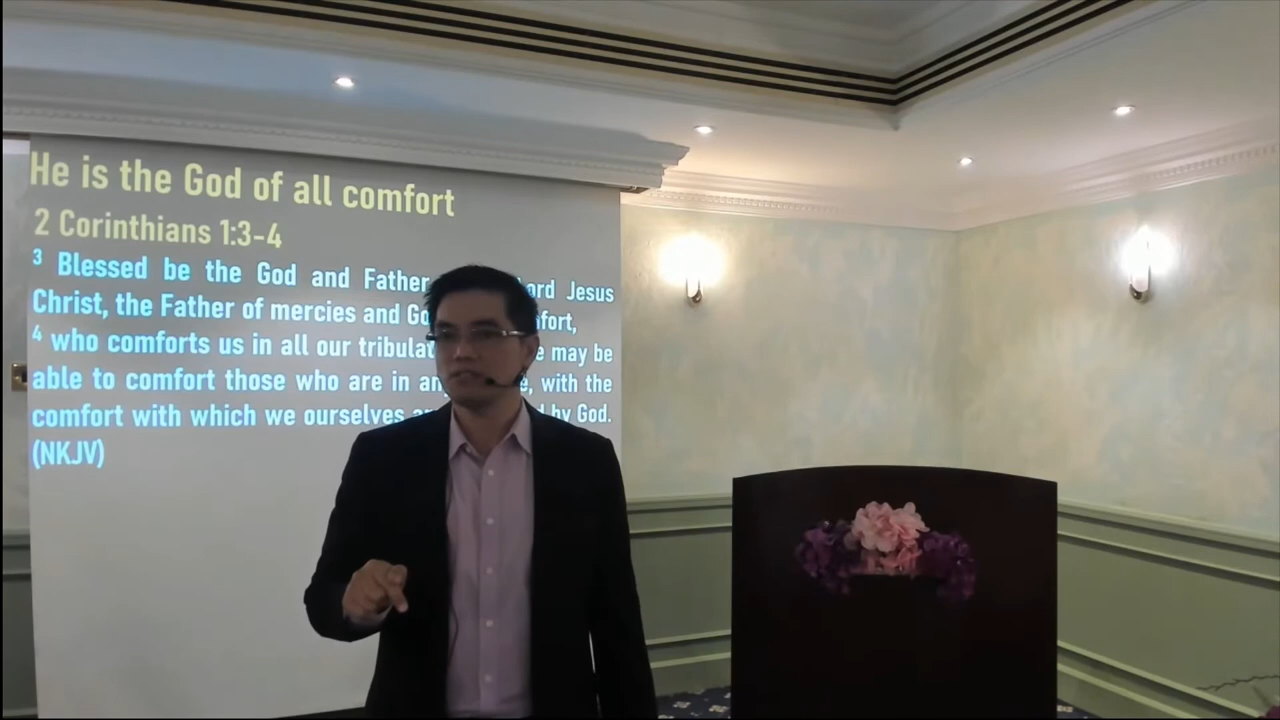 He is the God of all comfort
2 Corinthians 1:3-4
3 Blessed be the God and Father Jesus
Christ, the Father of mercies and
4 who comforts us in all our may be
able to comfort those who are in with the
comfort with which we ourselves by God.
(NKJV)